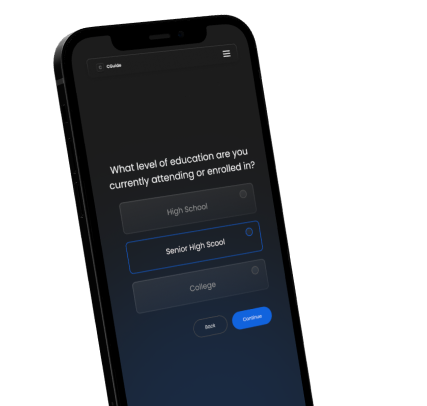 CGuide
What level of education are you
currently attending or enrolled in?
High School
Senior High Scool
College
Back
Continue